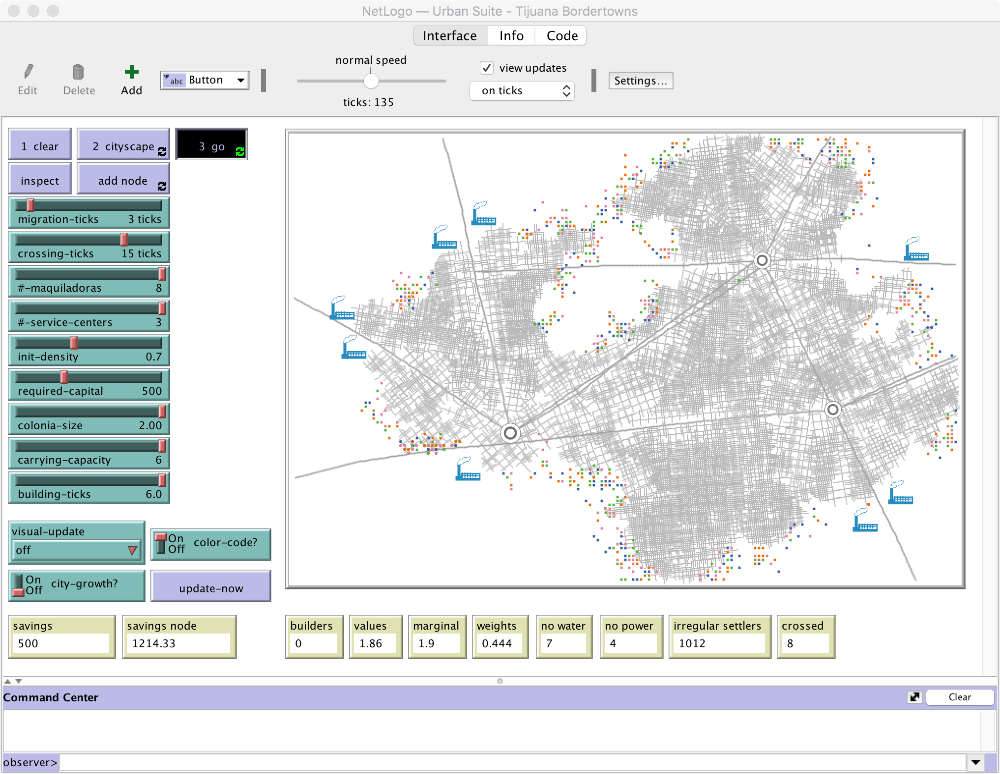 NetLogo — Urban Suite - Tijuana Bordertowns
Interface Info Code
normal speed
view updates
Edit Delete Add abc Button
on ticks
Settings...
ticks: 135
1 clear 2 cityscape 3 go
inspect add node
migration-ticks 3 ticks
crossing-ticks 15 ticks
#-maquiladoras 8
#-service-centers 3
init-density 0.7
required-capital 500
colonia-size 2.00
carrying-capacity 6
building-ticks 6.0
visual-update
off
On
Off
color-code?
On
Off
city-growth?
update-now
savings savings node builders values marginal weights no water no power irregular settlers crossed
500 1214.33 0 1.86 1.9 0.444 7 4 1012 8
Command Center Clear
observer>